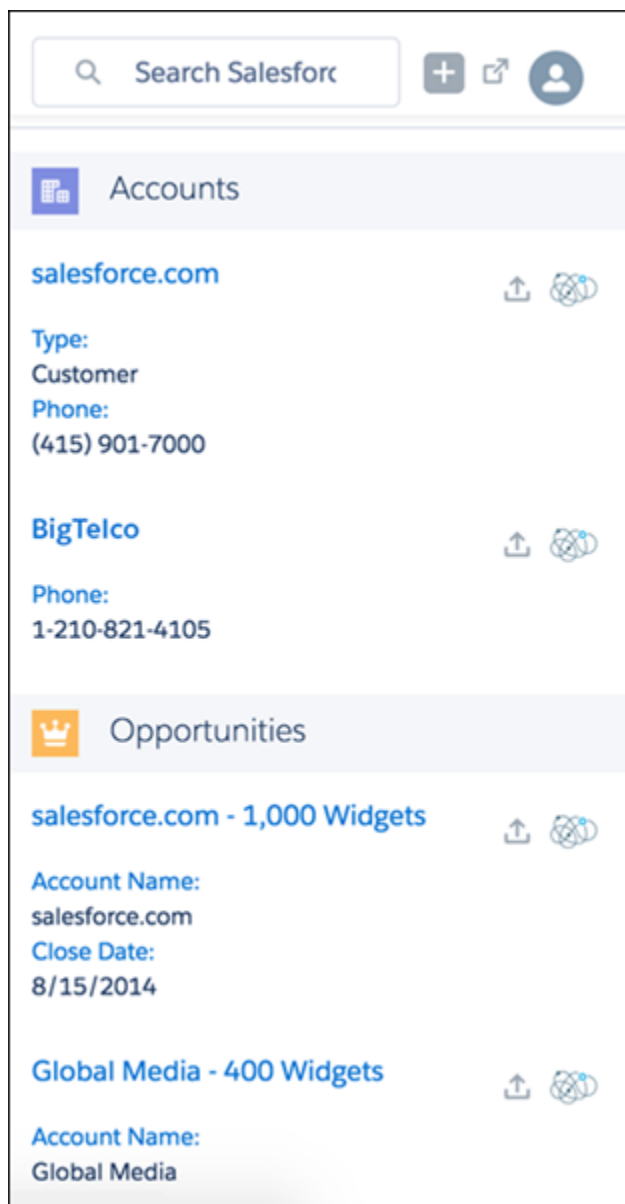 Search Salesforc
Accounts
salesforce.com
Type:
Customer
Phone:
(415) 901-7000
BigTelco
Phone:
1-210-821-4105
Opportunities
salesforce.com - 1,000 Widgets
Account Name:
salesforce.com
Close Date:
8/15/2014
Global Media - 400 Widgets
Account Name:
Global Media